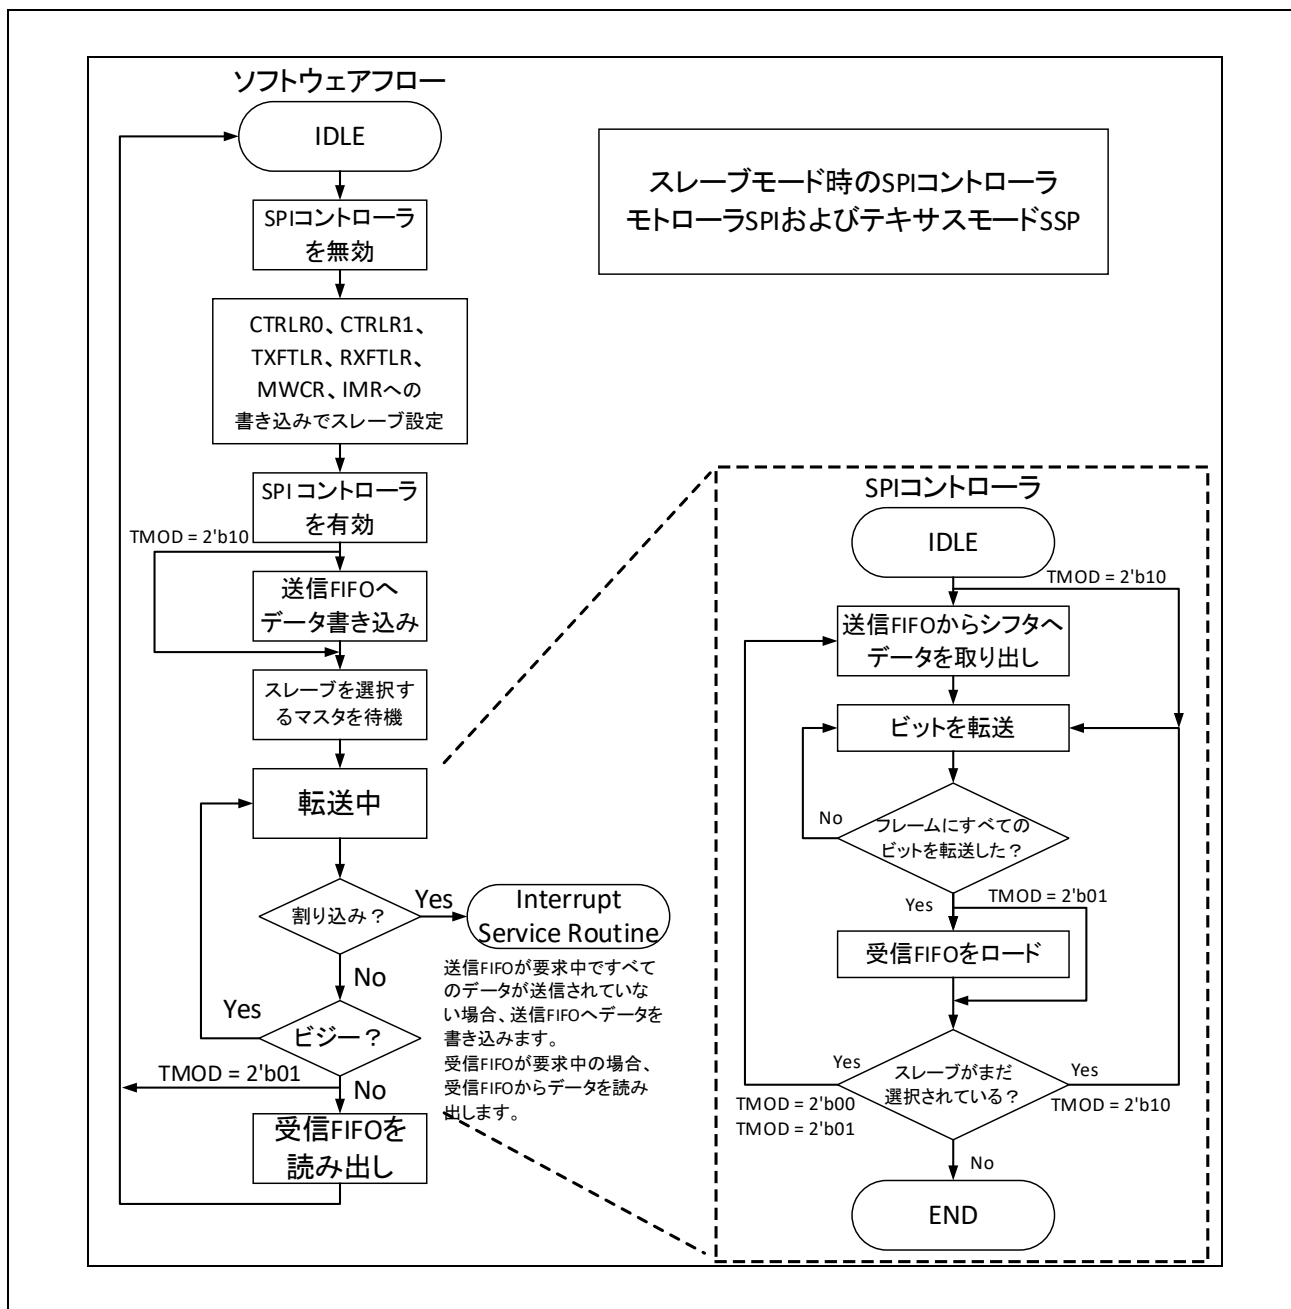 ソフトウェアフロー
IDLE
SPIコントローラ
を無効
CTRLR0、CTRLR1、
TXFTLR、RXFTLR、
MWCR、IMRへの
書き込みでスレーブ設定
SPI コントローラ
を有効
TMOD = 2'b10
送信FIFOへ
データ書き込み
スレーブを選択す
るマスタを待機
転送中
割り込み？
Yes
Interrupt
Service Routine
No
送信FIFOが要求中ですべて
のデータが送信されていな
い場合、送信FIFOへデータを
書き込みます。
受信FIFOが要求中の場合、
受信FIFOからデータを読み
出します。
Yes
ビジー？
TMOD = 2'b01
No
受信FIFOを
読み出し
スレーブモード時のSPIコントローラ
モトローラSPIおよびテキサスモードSSP
SPIコントローラ
IDLE
TMOD = 2'b10
送信FIFOからシフタへ
データを取り出し
ビットを転送
No
フレームにすべての
ビットを転送した？
Yes
TMOD = 2'b01
受信FIFOをロード
Yes
スレーブがまだ
選択されている？
Yes
TMOD = 2'b00
TMOD = 2'b01
TMOD = 2'b10
No
END